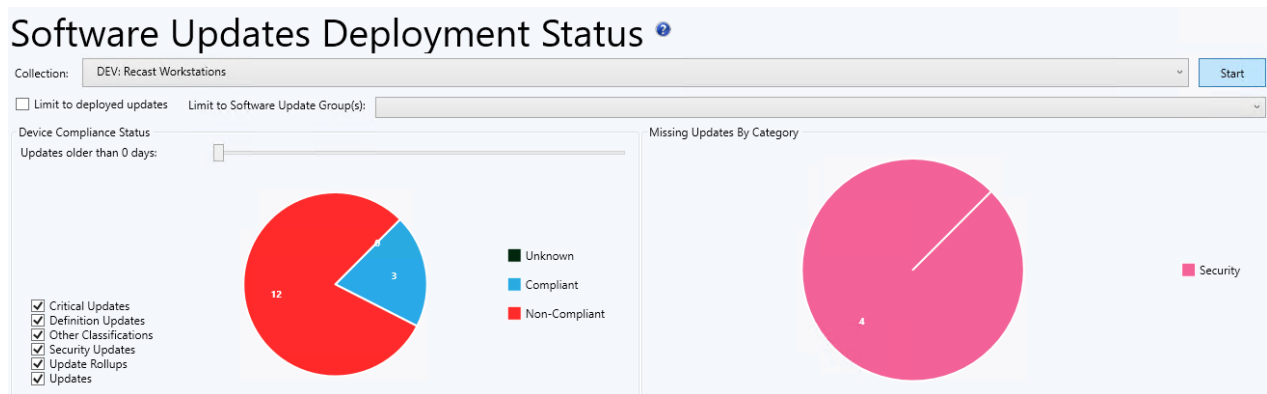 Software Updates Deployment Status ?
Collection: DEV: Recast Workstations Start
Limit to deployed updates Limit to Software Update Group(s):
Device Compliance Status
Updates older than 0 days:
0
3
12
Unknown
Compliant
Non-Compliant
Critical Updates
Definition Updates
Other Classifications
Security Updates
Update Rollups
Updates
Missing Updates By Category
4
Security